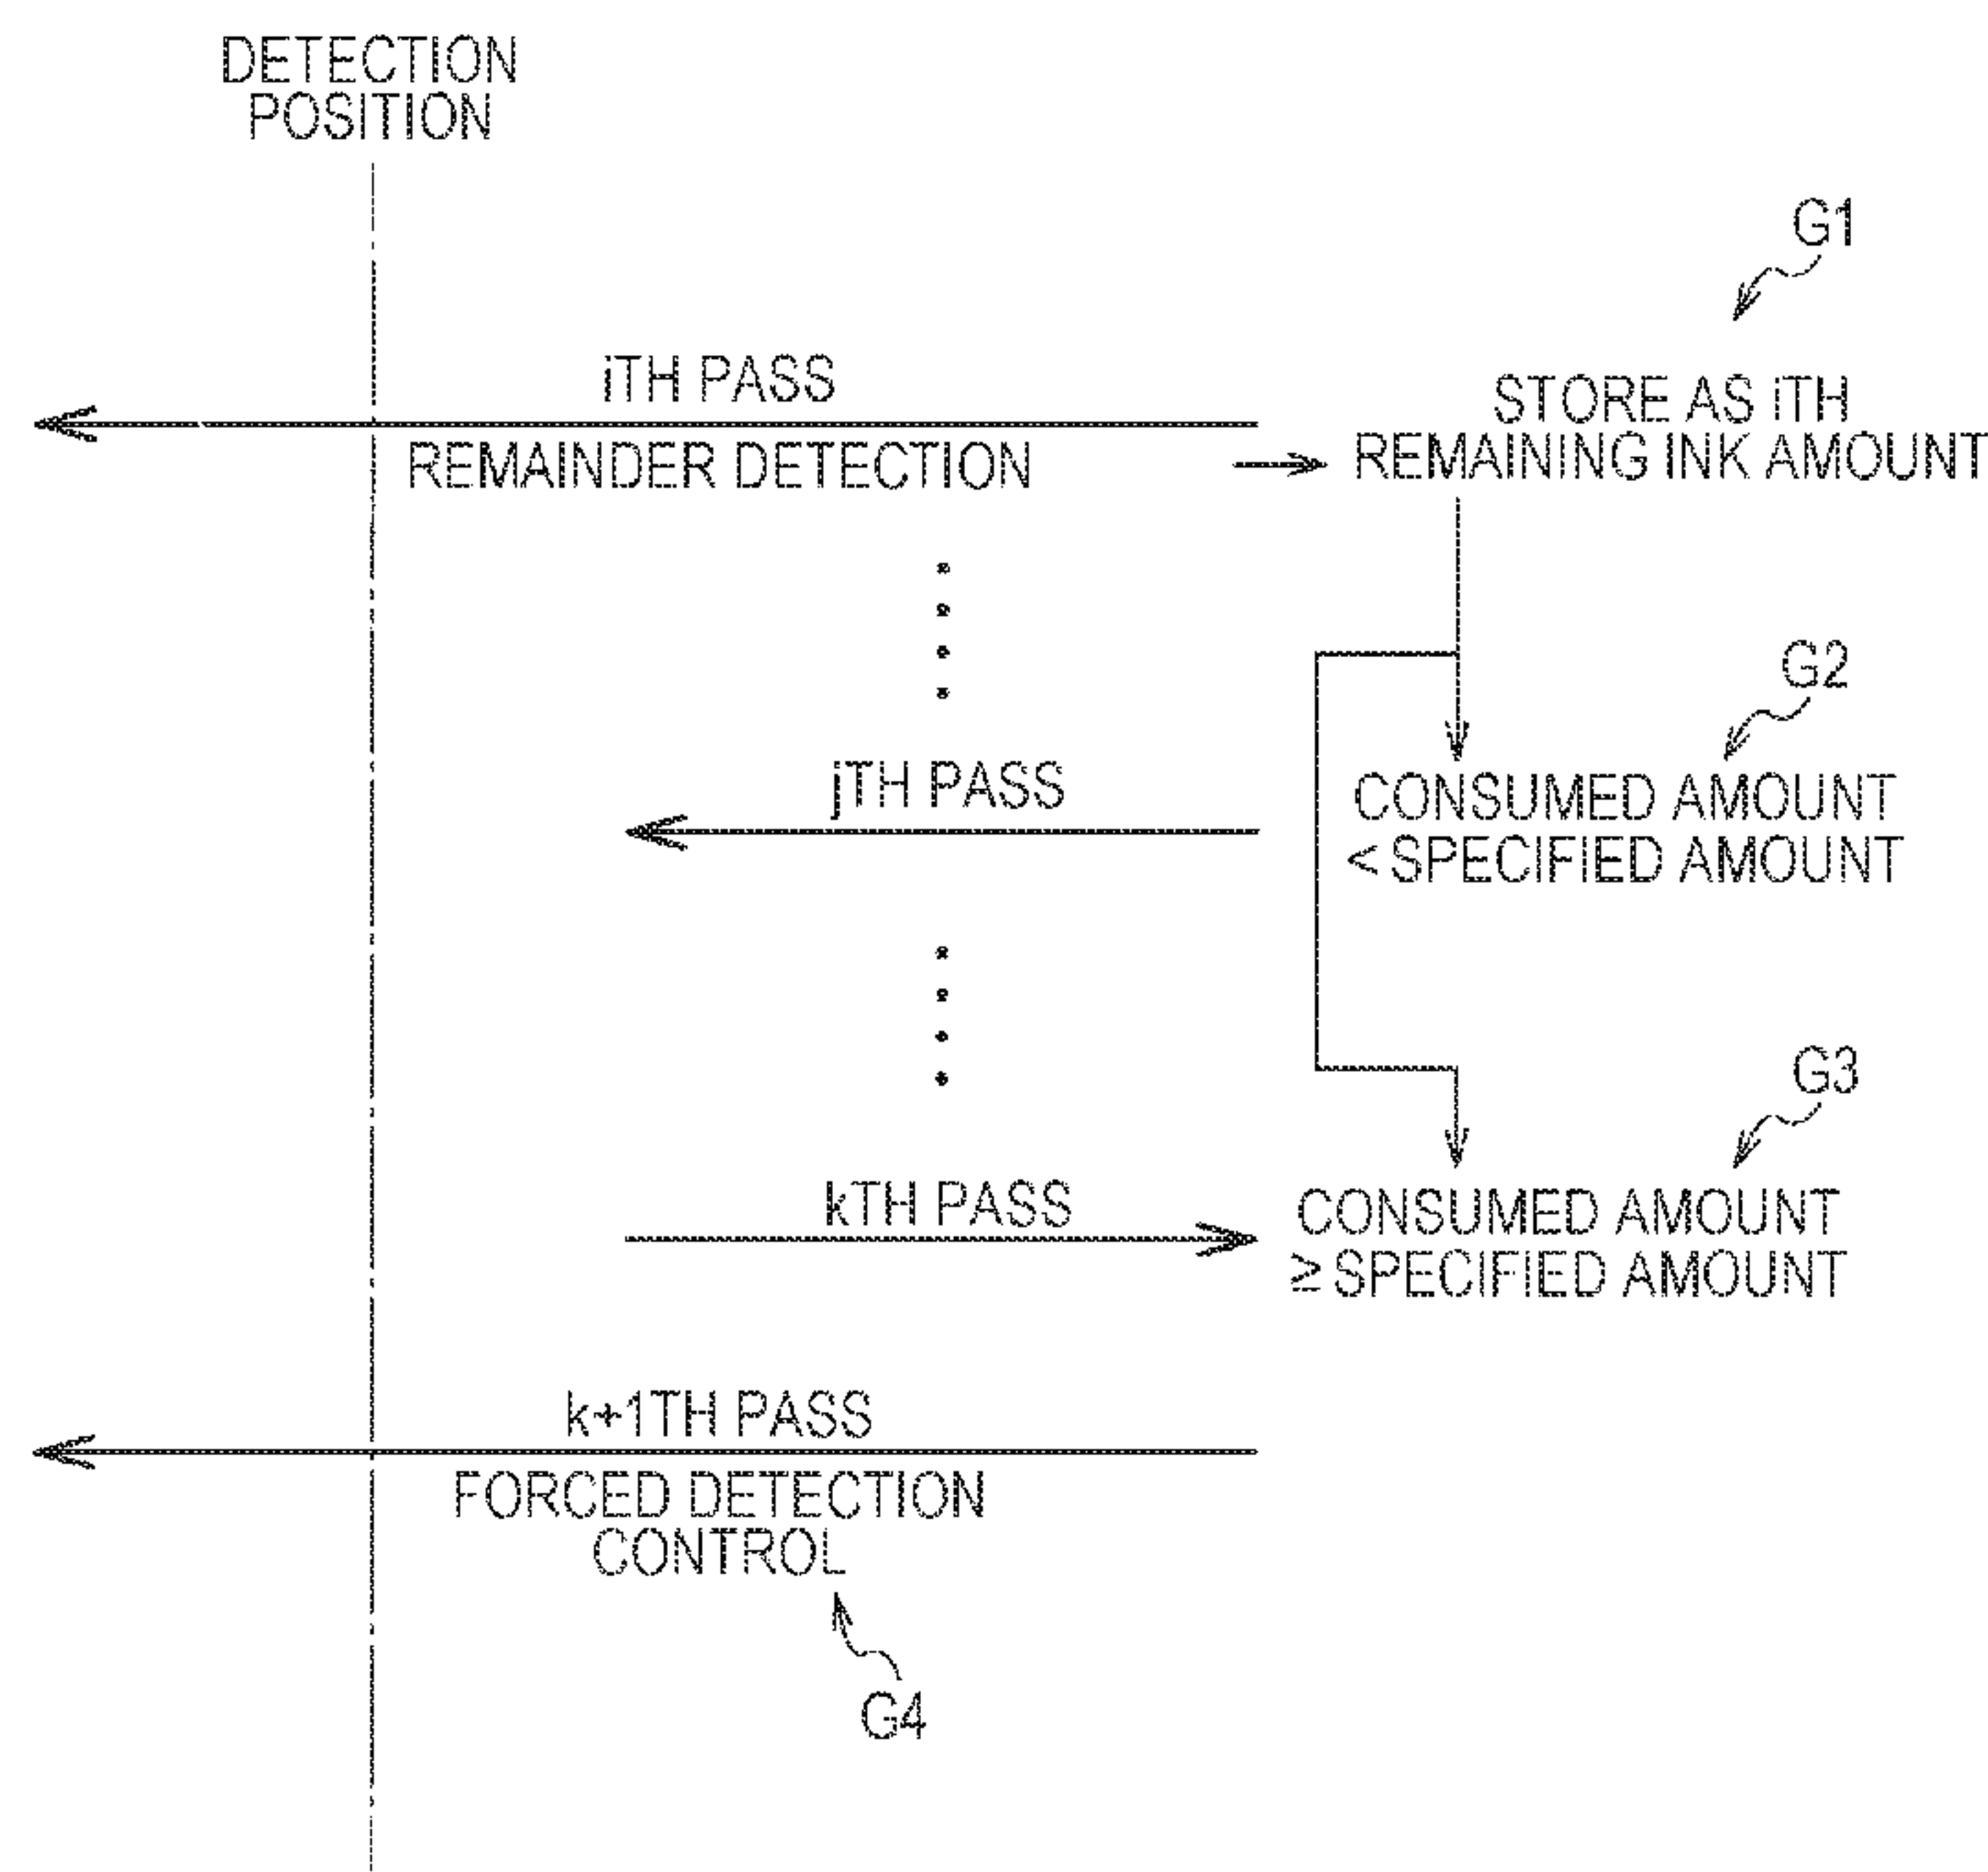 DETECTION
POSITION
G1
iTH PASS
STORE AS iTH
REMAINING INK AMOUNT
REMAINDER DETECTION
G2
jTH PASS
CONSUMED AMOUNT
< SPECIFIED AMOUNT
G3
kTH PASS
CONSUMED AMOUNT
≥ SPECIFIED AMOUNT
k+1TH PASS
FORCED DETECTION
CONTROL
G4